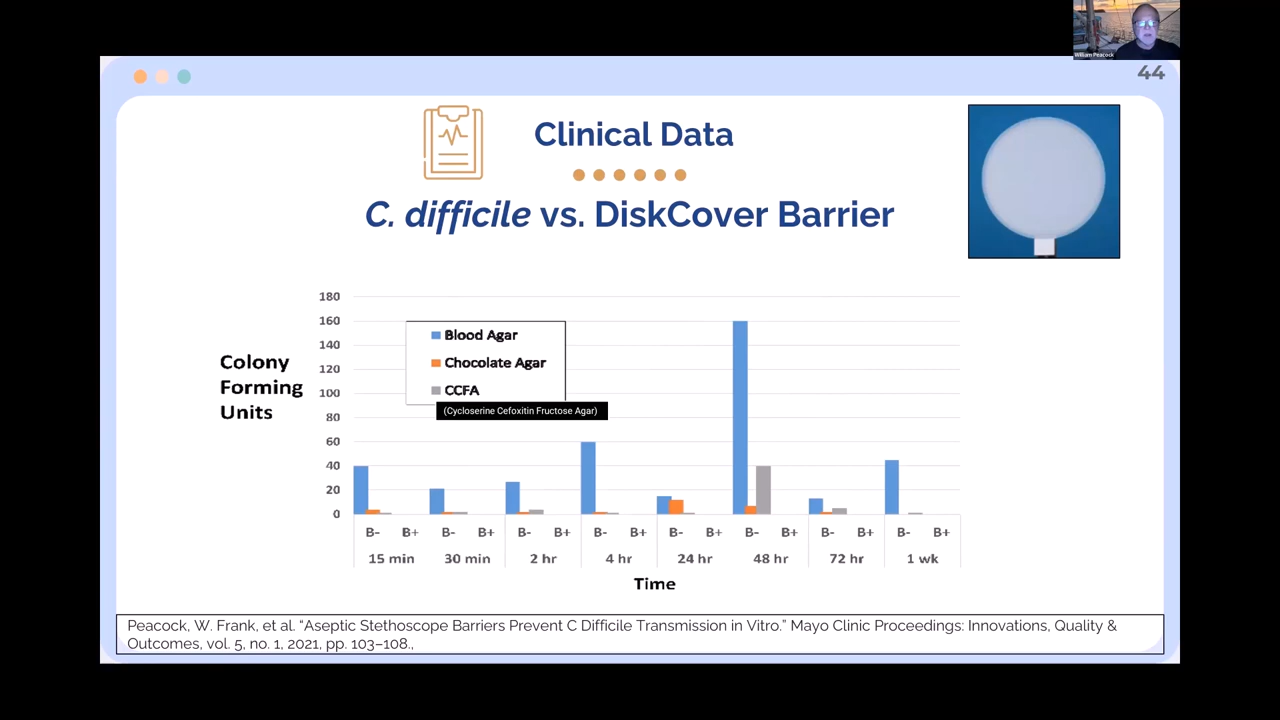 William Peacock
44
Clinical Data
C. difficile vs. DiskCover Barrier
180
160
140
120
100
80
60
40
20
0
Colony
Forming
Units
Blood Agar
Chocolate Agar
CCFA
(Cycloserine Cefoxitin Fructose Agar)
B- B+ B- B+ B- B+ B- B+ B- B+ B- B+ B- B+ B- B+
15 min 30 min 2 hr 4 hr 24 hr 48 hr 72 hr 1 wk
Time
Peacock, W. Frank, et al. “Aseptic Stethoscope Barriers Prevent C Difficile Transmission in Vitro.” Mayo Clinic Proceedings: Innovations, Quality &
Outcomes, vol. 5, no. 1, 2021, pp. 103–108.,